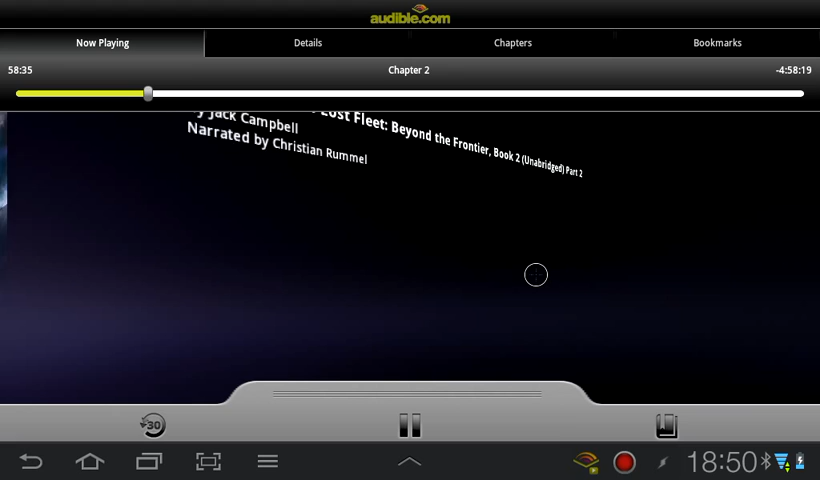 audible.com
Now Playing
Details
Chapters
Bookmarks
58:35
Chapter 2
-4:58:19
Lost Fleet: Beyond the Frontier, Book 2 (Unabridged) Part 2
Jack Campbell
Narrated by Christian Rummel
30
18:50